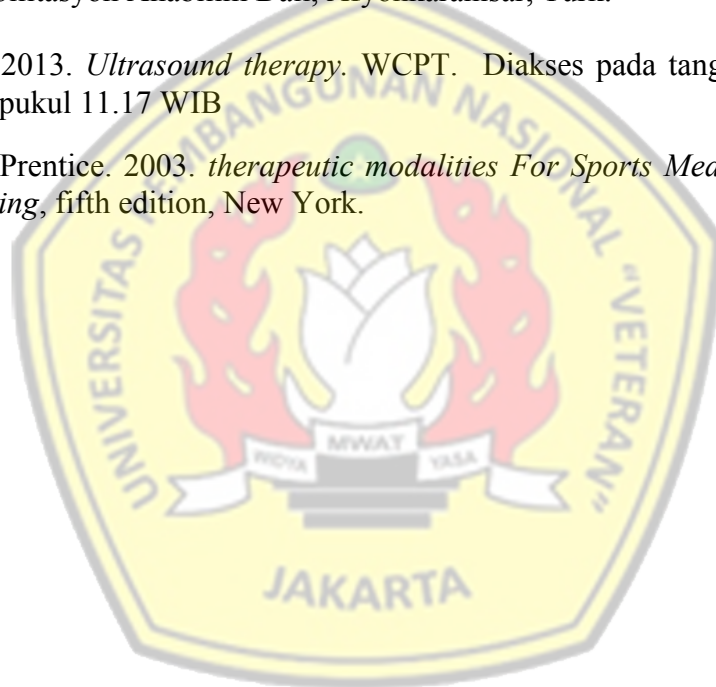 2013. Ultrasound therapy. WCPT. Diakses pada tang
pukul 11.17 WIB
Prentice. 2003. therapeutic modalities For Sports Med
ing, fifth edition, New York.
UNIVERSITAS PEMBANGUNAN NASIONAL "VETERAN"
WIDYA MWAT YASA
JAKARTA